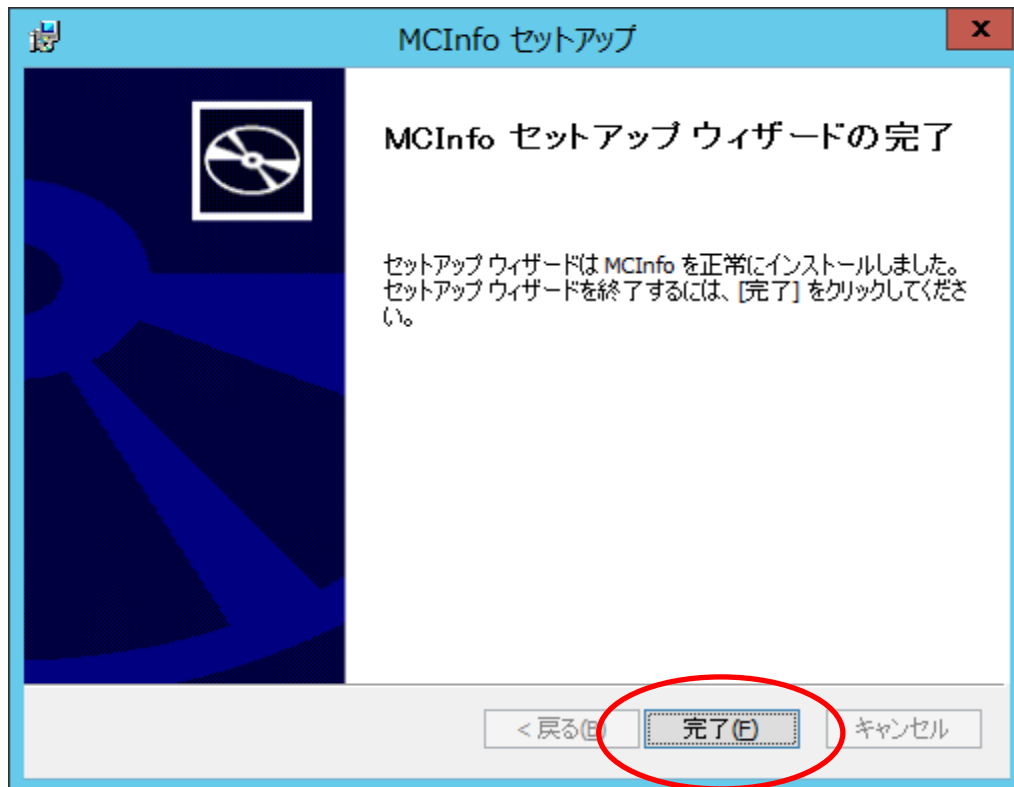 MCInfo セットアップ
x
MCInfo セットアップ ウィザードの完了
セットアップ ウィザードは MCInfo を正常にインストールしました。
セットアップ ウィザードを終了するには、[完了] をクリックしてくださ
い。
< 戻る(B) 完了(F) キャンセル